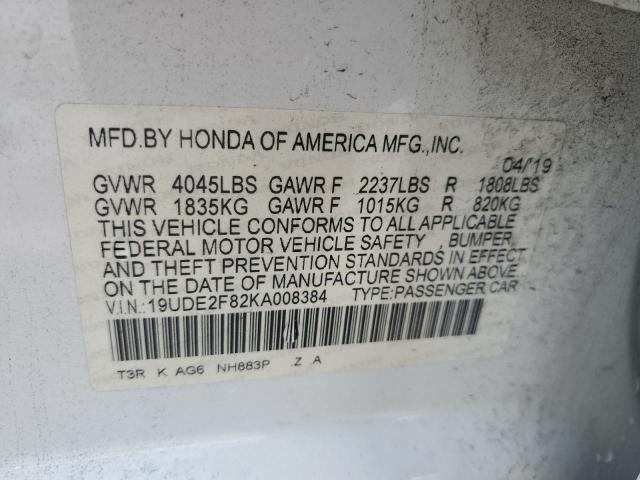 MFD.BY HONDA OF AMERICA MFG.,INC.
04/19
GVWR 4045LBS GAWR F 2237LBS R 1808LBS
GVWR 1835KG GAWR F 1015KG R 820KG
THIS VEHICLE CONFORMS TO ALL APPLICABLE
FEDERAL MOTOR VEHICLE SAFETY , BUMPER,
AND THEFT PREVENTION STANDARDS IN EFFECT
ON THE DATE OF MANUFACTURE SHOWN ABOVE.
V.I.N.:19UDE2F82KA008384 TYPE:PASSENGER CAR
T3R K AG6 NH883P .Z .A